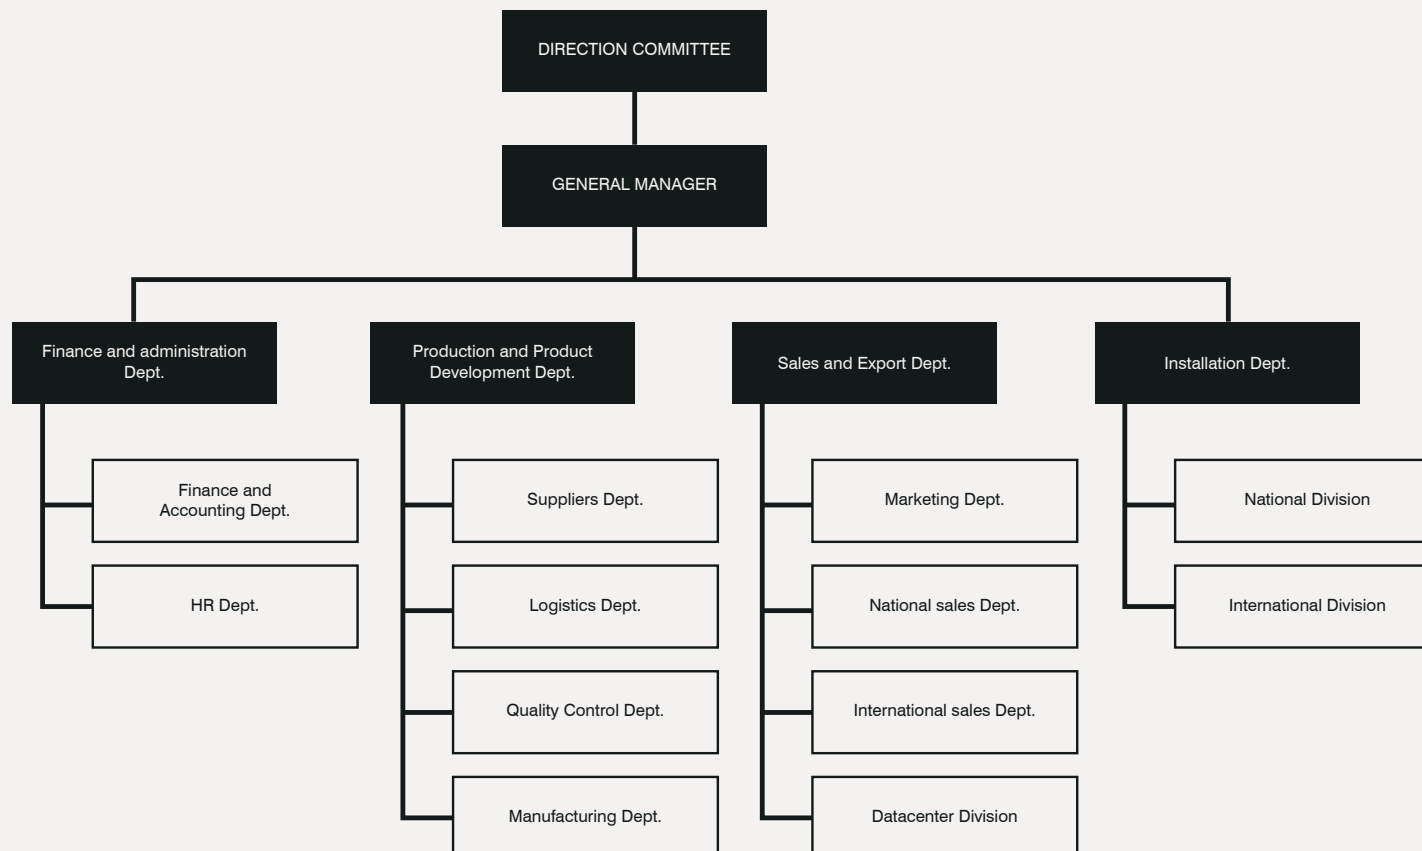 DIRECTION COMMITTEE
GENERAL MANAGER
Finance and administration
Dept.
Production and Product
Development Dept.
Sales and Export Dept.
Installation Dept.
Finance and
Accounting Dept.
Suppliers Dept.
Marketing Dept.
National Division
HR Dept.
Logistics Dept.
National sales Dept.
International Division
Quality Control Dept.
International sales Dept.
Manufacturing Dept.
Datacenter Division